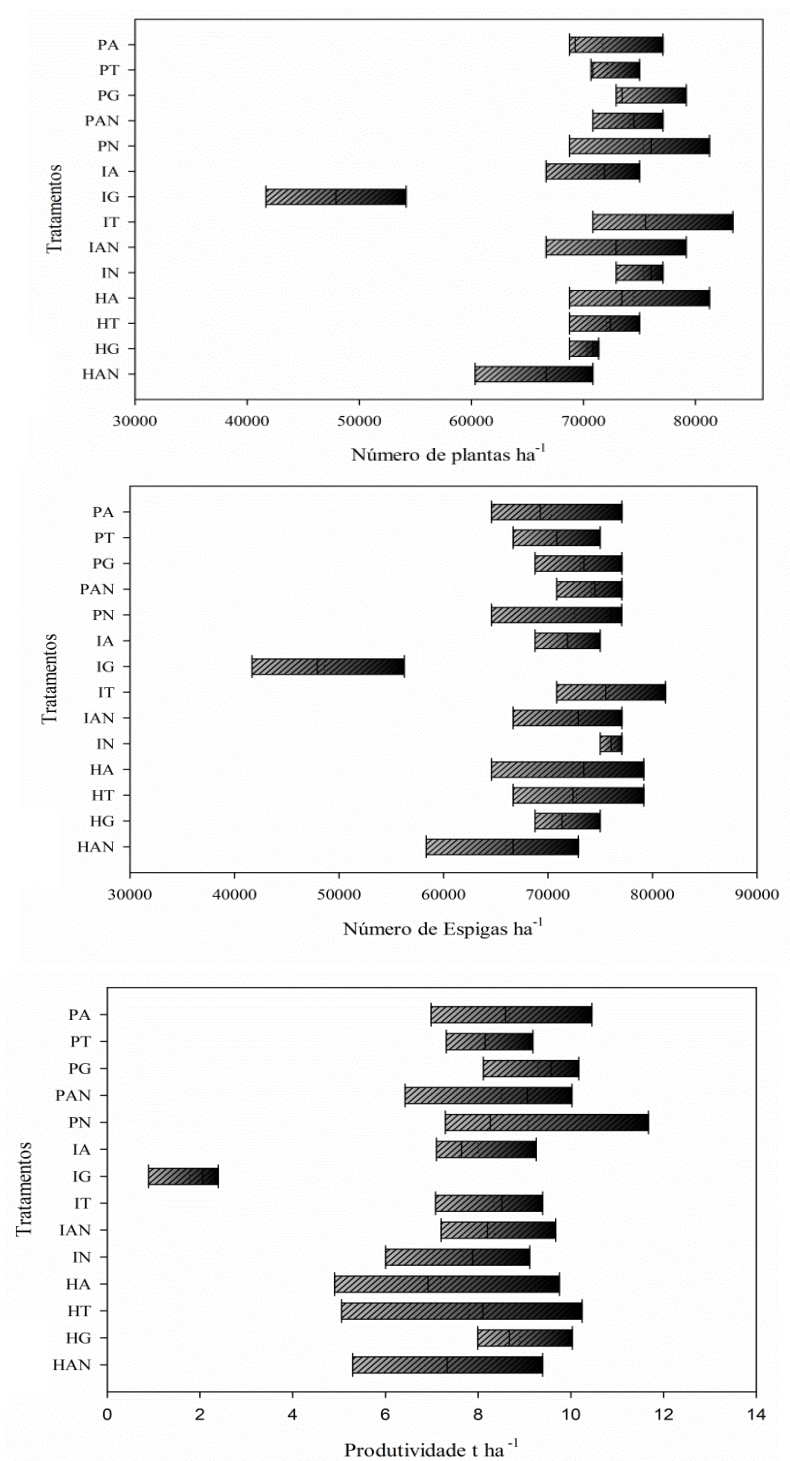 PA
PT
PG
PAN
PN
IA
IG
IT
IAN
IN
HA
HT
HG
HAN
Tratamentos
30000 40000 50000 60000 70000 80000
Número de plantas ha-1
PA
PT
PG
PAN
PN
IA
IG
IT
IAN
IN
HA
HT
HG
HAN
Tratamentos
30000 40000 50000 60000 70000 80000 90000
Número de Espigas ha-1
PA
PT
PG
PAN
PN
IA
IG
IT
IAN
IN
HA
HT
HG
HAN
Tratamentos
0 2 4 6 8 10 12 14
Produtividade t ha-1